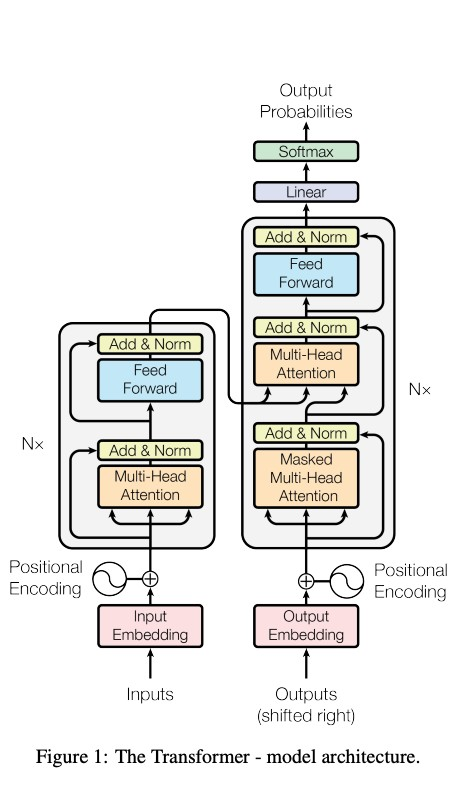 Output
Probabilities
Softmax
Linear
Add & Norm
Feed
Forward
Add & Norm
Multi-Head
Attention
Add & Norm
Masked
Multi-Head
Attention
N×
Positional
Encoding
Output
Embedding
Outputs
(shifted right)
Add & Norm
Feed
Forward
Add & Norm
Multi-Head
Attention
N×
Positional
Encoding
Input
Embedding
Inputs
Figure 1: The Transformer - model architecture.